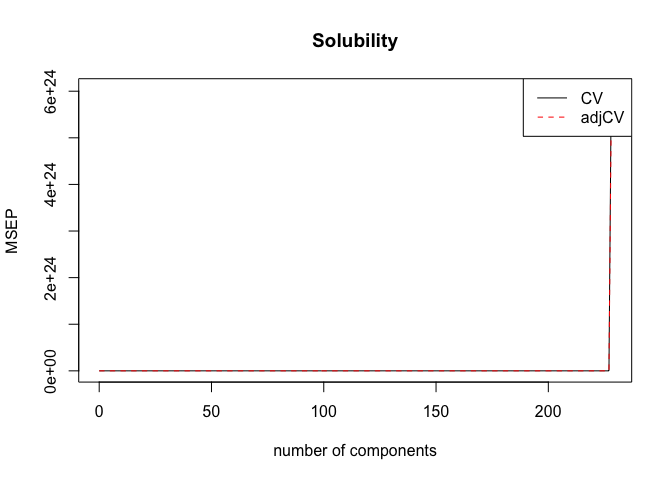 Solubility
CV
adjCV
MSEP
6e+24
4e+24
2e+24
0e+00
0
50
100
150
200
number of components